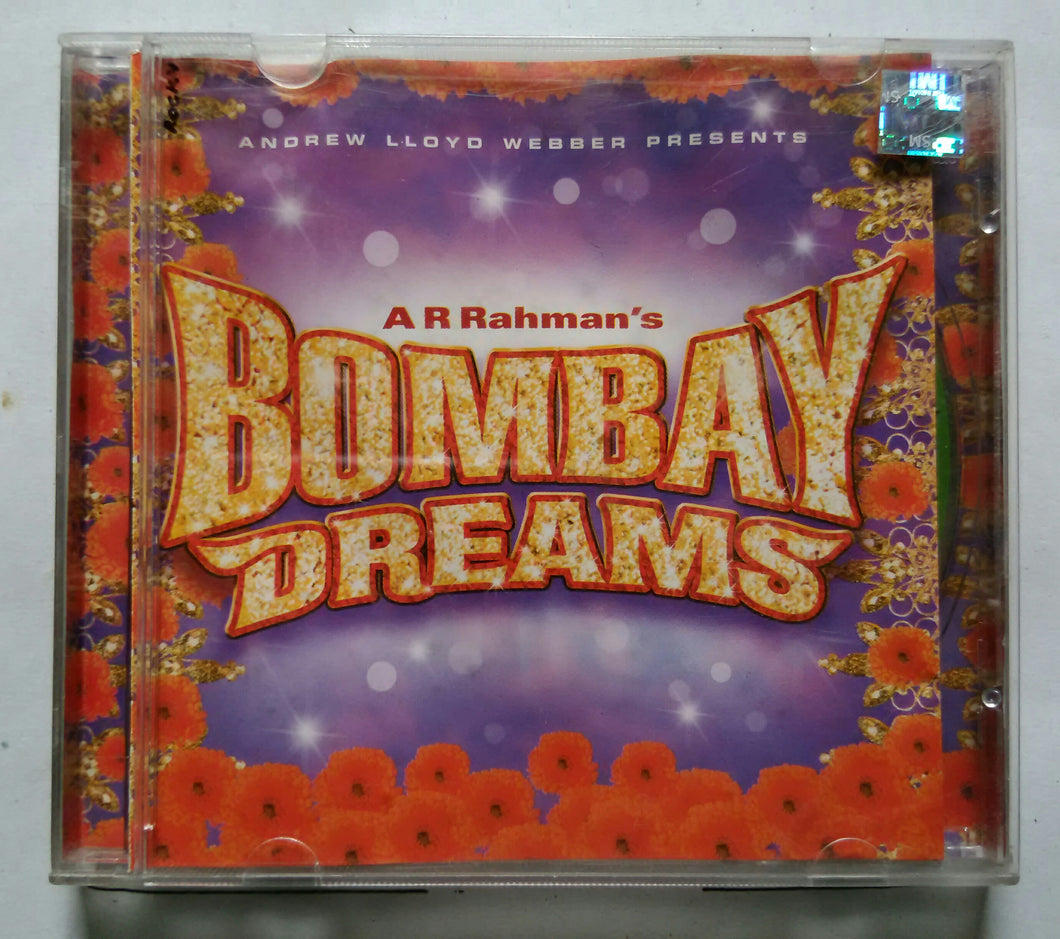 ANDREW LLOYD WEBBER PRESENTS
A R Rahman's
BOMBAY
DREAMS